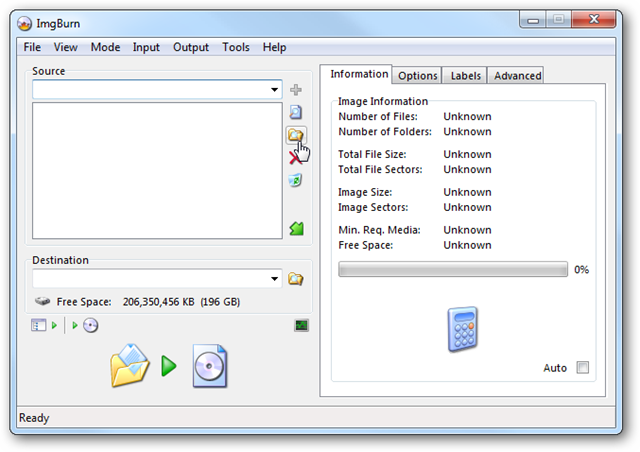 ImgBurn
File View Mode Input Output Tools Help
Source
Information Options Labels Advanced
Image Information
Number of Files: Unknown
Number of Folders: Unknown
Total File Size: Unknown
Total File Sectors: Unknown
Image Size: Unknown
Image Sectors: Unknown
Min. Req. Media: Unknown
Free Space: Unknown
0%
Auto
Destination
Free Space: 206,350,456 KB (196 GB)
Ready